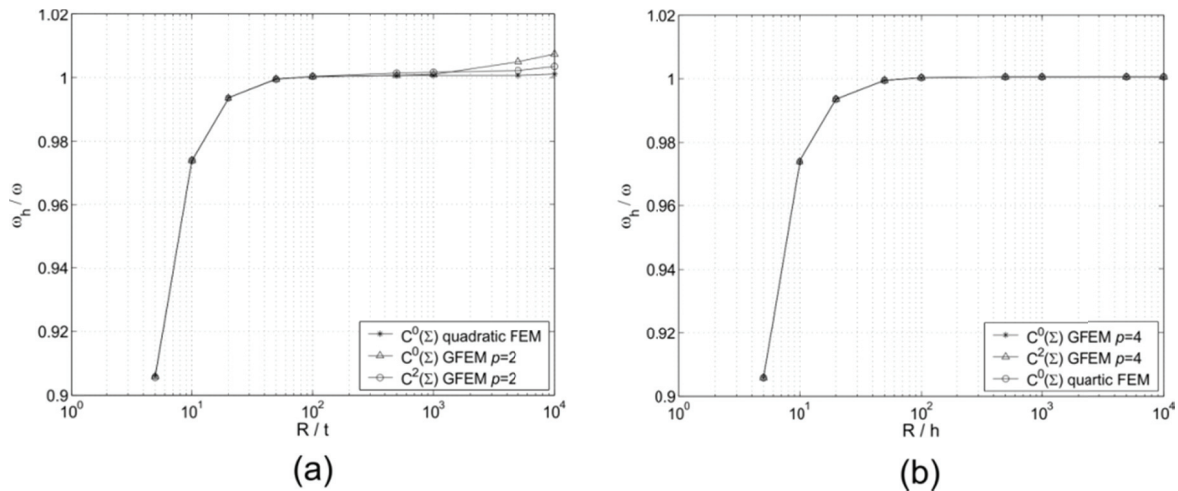 1.02
1
0.98
0.96
0.94
0.92
0.9
ω_h / ω
10^0
10^1
10^2
10^3
10^4
R / t
C^0(Σ) quadratic FEM
C^0(Σ) GFEM p=2
C^2(Σ) GFEM p=2
(a)
1.02
1
0.98
0.96
0.94
0.92
0.9
ω_h / ω
10^0
10^1
10^2
10^3
10^4
R / h
C^0(Σ) GFEM p=4
C^2(Σ) GFEM p=4
C^0(Σ) quartic FEM
(b)